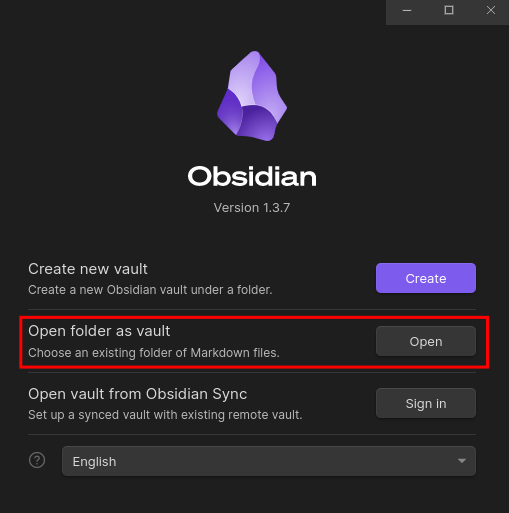 Obsidian
Version 1.3.7
Create new vault
Create a new Obsidian vault under a folder.
Create
Open folder as vault
Choose an existing folder of Markdown files.
Open
Open vault from Obsidian Sync
Set up a synced vault with existing remote vault.
Sign in
?
English